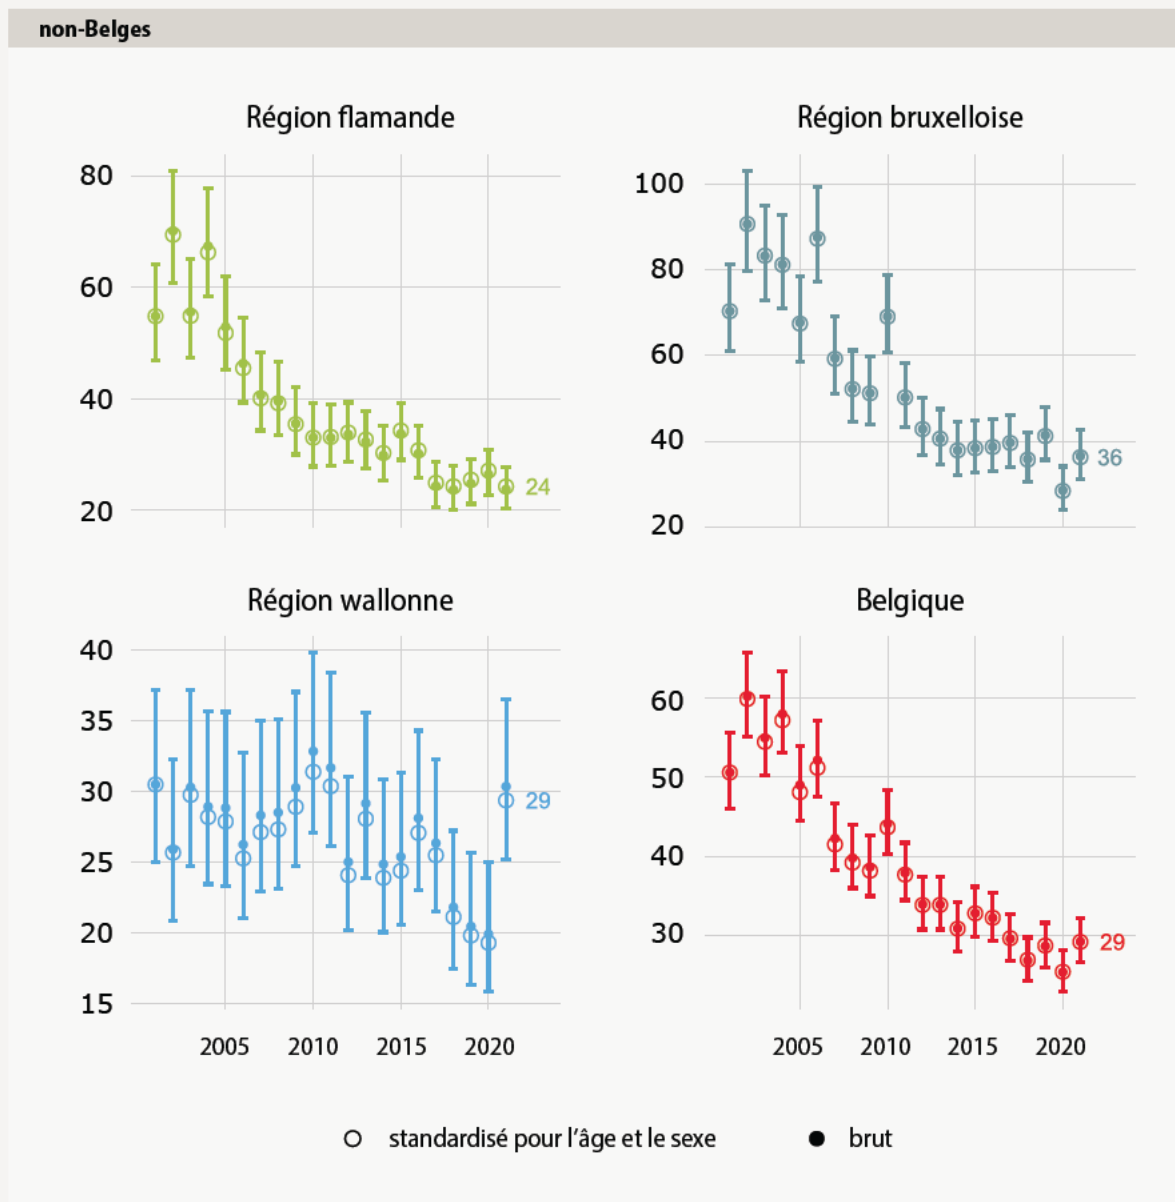 non-Belges
Région flamande
80
60
40
20
24
Région bruxelloise
100
80
60
40
20
36
Région wallonne
40
35
30
25
20
15
29
2005 2010 2015 2020
Belgique
60
50
40
30
29
2005 2010 2015 2020
standardisé pour l'âge et le sexe
brut